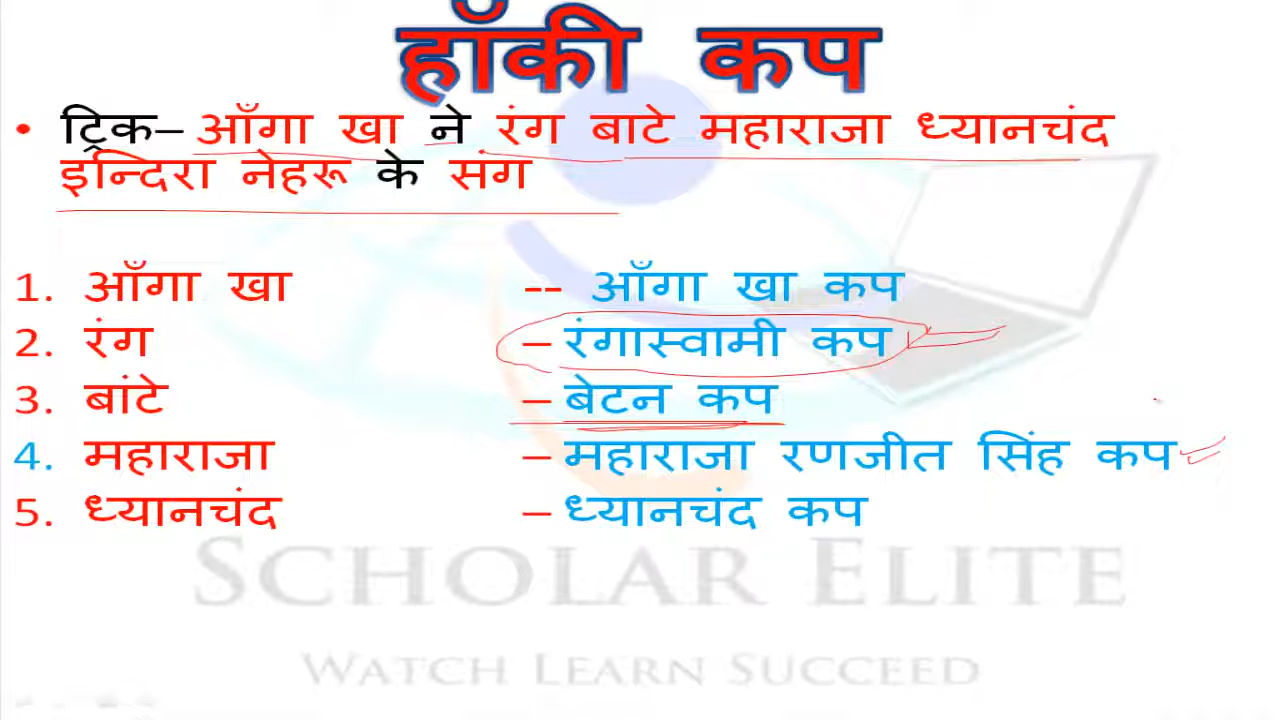 हॉकी कप
• ट्रिक– आँगा खा ने रंग बाटे महाराजा ध्यानचंद
इन्दिरा नेहरू के संग
1. आँगा खा -- आँगा खा कप
2. रंग – रंगास्वामी कप
3. बांटे – बेटन कप
4. महाराजा – महाराजा रणजीत सिंह कप
5. ध्यानचंद – ध्यानचंद कप
SCHOLAR ELITE
WATCH LEARN SUCCEED